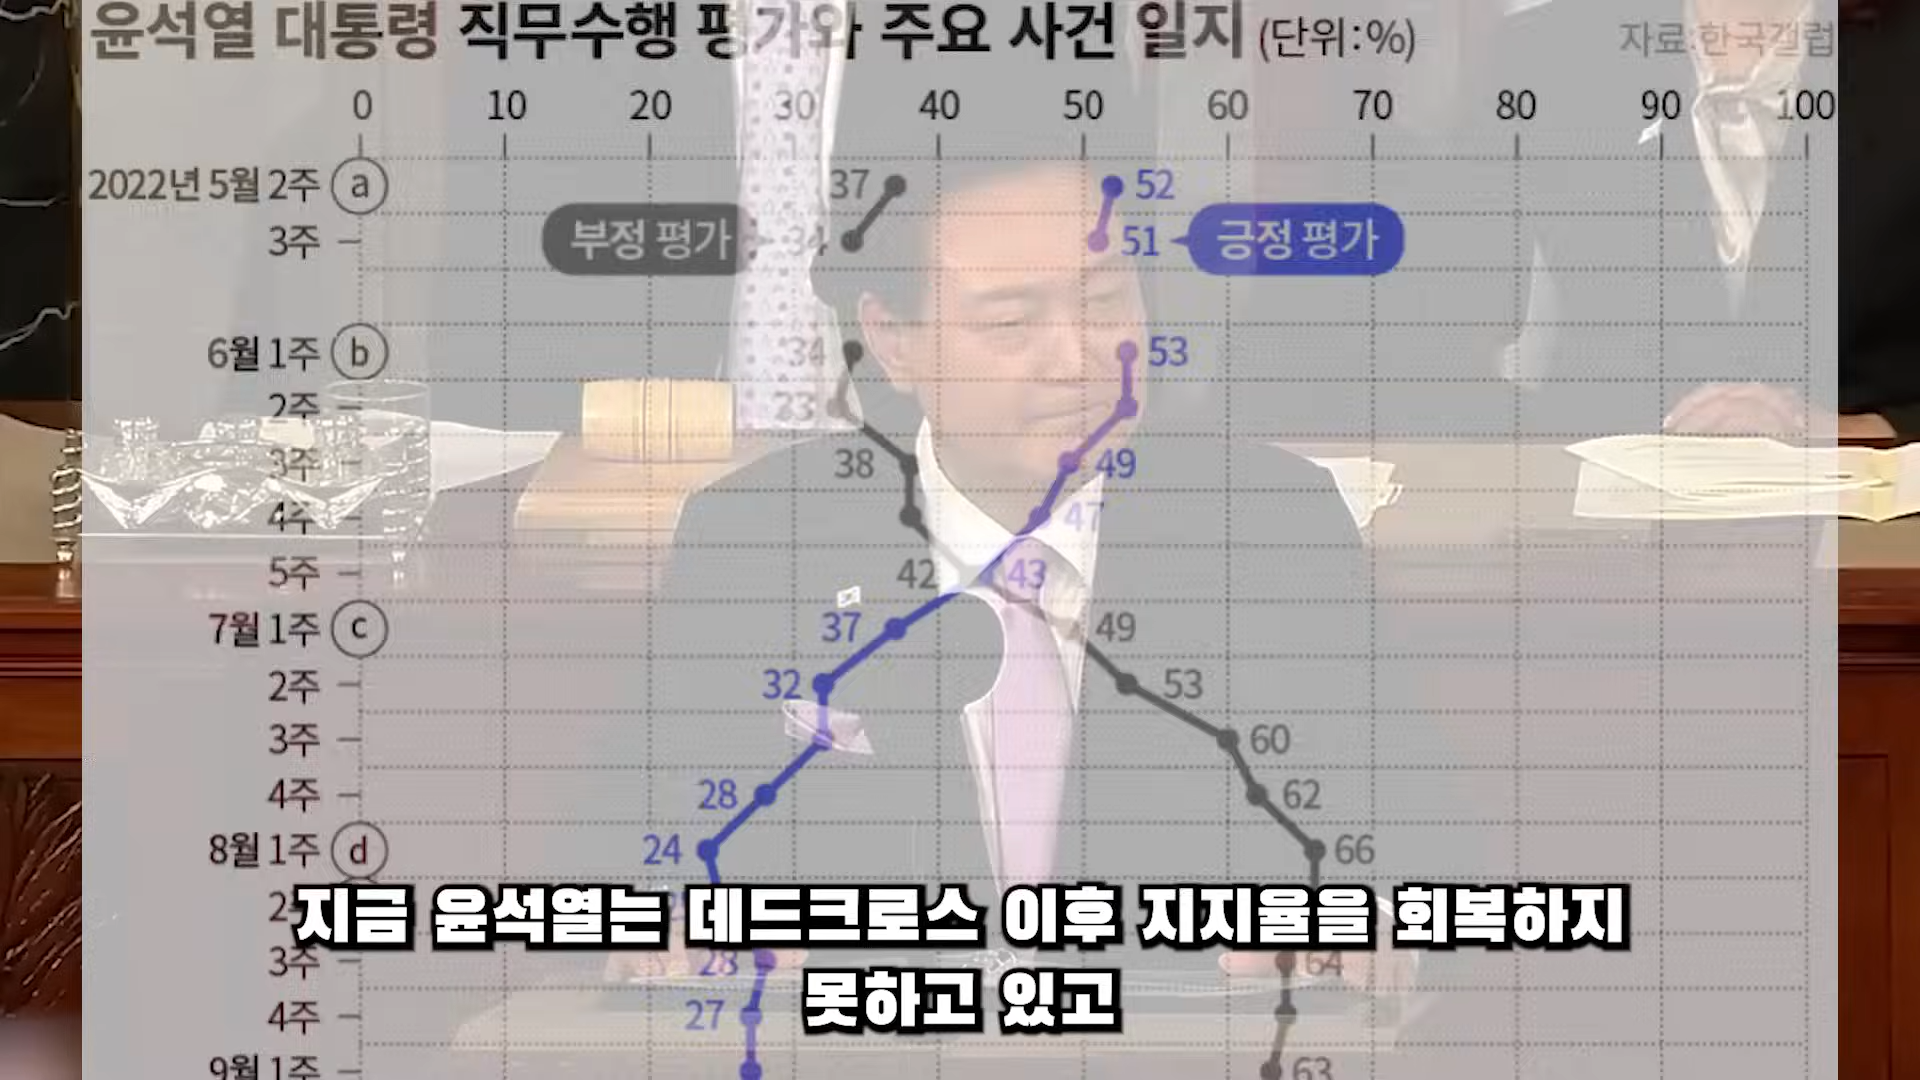 윤석열 대통령 직무수행 평가와 주요 사건 일지 (단위:%) 자료:한국갤럽
0 10 20 30 40 50 60 70 80 90 100
2022년 5월 2주 ⓐ 37 52
3주 부정 평가 34 51 긍정 평가
6월 1주 ⓑ 34 53
2주 23
3주 38 49
4주 47
5주 42 43
7월 1주 ⓒ 37 49
2주 32 53
3주 60
4주 28 62
8월 1주 ⓓ 24 66
지금 윤석열는 데드크로스 이후 지지율을 회복하지
3주 28 64
못하고 있고
4주 27
9월 1주 63